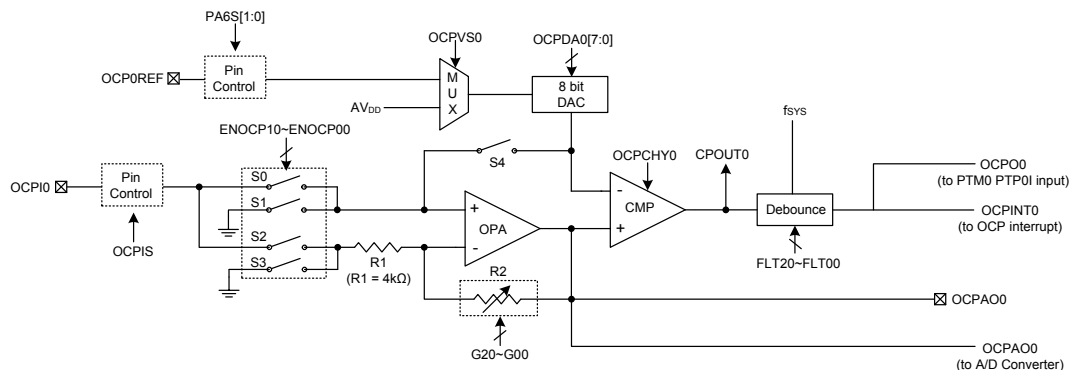 PA6S[1:0]
OCPVS0
OCPDA0[7:0]
OCP0REF
Pin
Control
M
U
X
8 bit
DAC
AVDD
fSYS
ENOCP10~ENOCP00
S4
OCPCHY0
CPOUT0
OCPI0
Pin
Control
S0
S1
S2
S3
OCPIS
+
-
OPA
-
+
CMP
Debounce
OCPO0
(to PTM0 PTP0I input)
OCPINT0
(to OCP interrupt)
FLT20~FLT00
R1
(R1 = 4kΩ)
R2
G20~G00
OCPAO0
OCPAO0
(to A/D Converter)